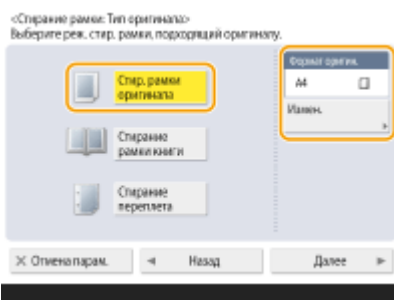 <Стирание рамки: Тип оригинала>
Выберите реж. стир. рамки, подходящий оригиналу.
Формат оригин.
Стир. рамки
оригинала
A4
Измен.
Стирание
рамки книги
Стирание
переплета
Отмена парам.
Назад
Далее